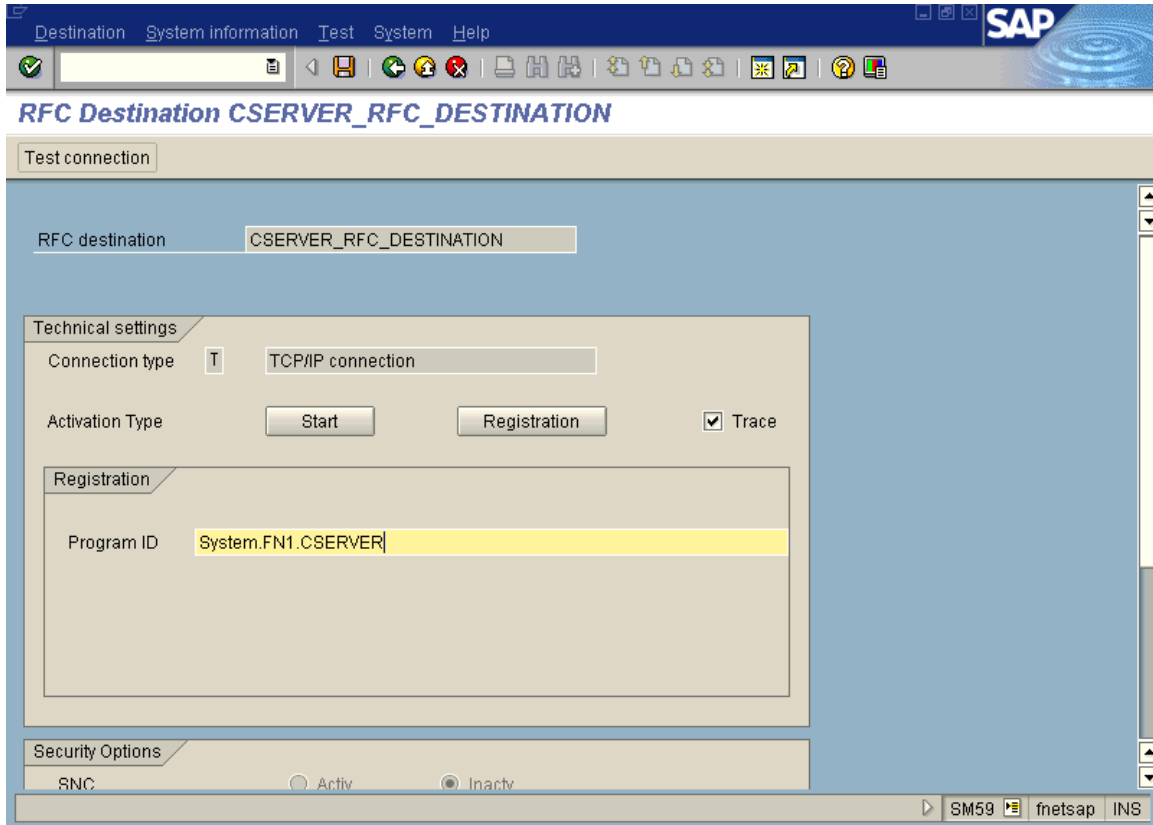 Destination System information Test System Help
SAP
RFC Destination CSERVER_RFC_DESTINATION
Test connection
RFC destination CSERVER_RFC_DESTINATION
Technical settings
Connection type T TCP/IP connection
Activation Type Start Registration Trace
Registration
Program ID System.FN1.CSERVER
Security Options
SNC Activ Inactv
SM59 fnetsap INS